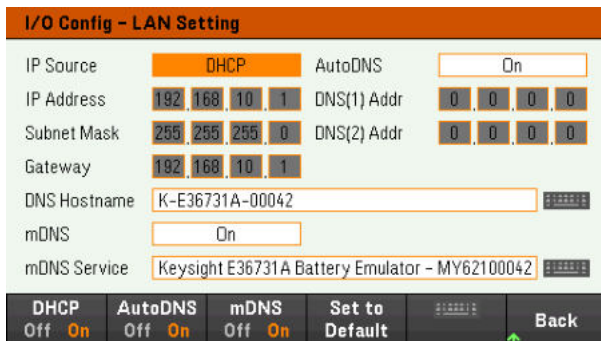 I/O Config – LAN Setting
IP Source DHCP AutoDNS On
IP Address 192.168.10.1 DNS(1) Addr 0.0.0.0
Subnet Mask 255.255.255.0 DNS(2) Addr 0.0.0.0
Gateway 192.168.10.1
DNS Hostname K-E36731A-00042
mDNS On
mDNS Service Keysight E36731A Battery Emulator – MY62100042
DHCP AutoDNS mDNS Set to Back
Off On Off On Off On Default